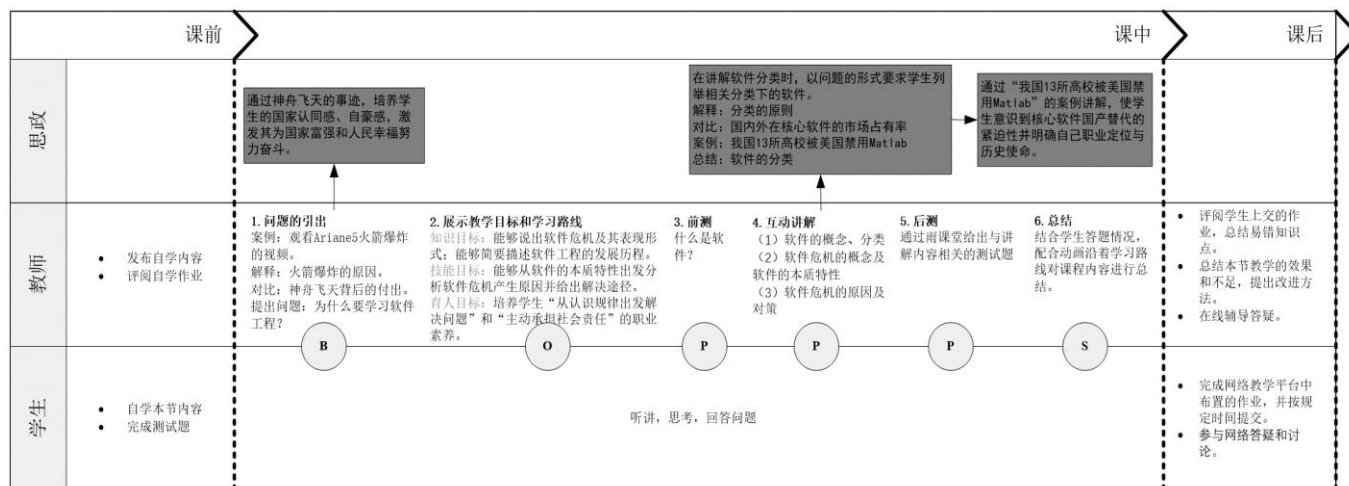 课前
课中
课后
思政
通过神舟飞天的事迹，培养学
生的国家认同感、自豪感，激
发其为国家富强和人民幸福努
力奋斗。
在讲解软件分类时，以问题的形式要求学生列
举相关分类下的软件。
解释：分类的原则
对比：国内外在核心软件的市场占有率
案例：我国13所高校被美国禁用Matlab
总结：软件的分类
通过“我国13所高校被美国禁
用Matlab”的案例讲解，使学
生意识到核心软件国产替代的
紧迫性并明确自己职业定位与
历史使命。
教师
• 发布自学内容
• 评阅自学作业
1. 问题的引出
案例：观看Ariane5火箭爆炸
的视频。
解释：火箭爆炸的原因。
对比：神舟飞天背后的付出。
提出问题：为什么要学习软件
工程？
2. 展示教学目标和学习路线
知识目标：能够说出软件危机及其表现形
式；能够简要描述软件工程的发展历程。
技能目标：能够从软件的本质特性出发分
析软件危机产生原因并给出解决途径。
育人目标：培养学生“从认识规律出发解
决问题”和“主动承担社会责任”的职业
素养。
3. 前测
什么是软
件？
4. 互动讲解
（1）软件的概念、分类
（2）软件危机的概念及
软件的本质特性
（3）软件危机的原因及
对策
5. 后测
通过雨课堂给出与讲
解内容相关的测试题
6. 总结
结合学生答题情况，
配合动画沿着学习路
线对课程内容进行总
结。
• 评阅学生上交的作
业，总结易错知识
点。
• 总结本节教学的效果
和不足，提出改进方
法。
• 在线辅导答疑。
B
O
P
P
P
S
学生
• 自学本节内容
• 完成测试题
听讲，思考，回答问题
• 完成网络教学平台中
布置的作业，并按规
定时间提交。
• 参与网络答疑和讨
论。